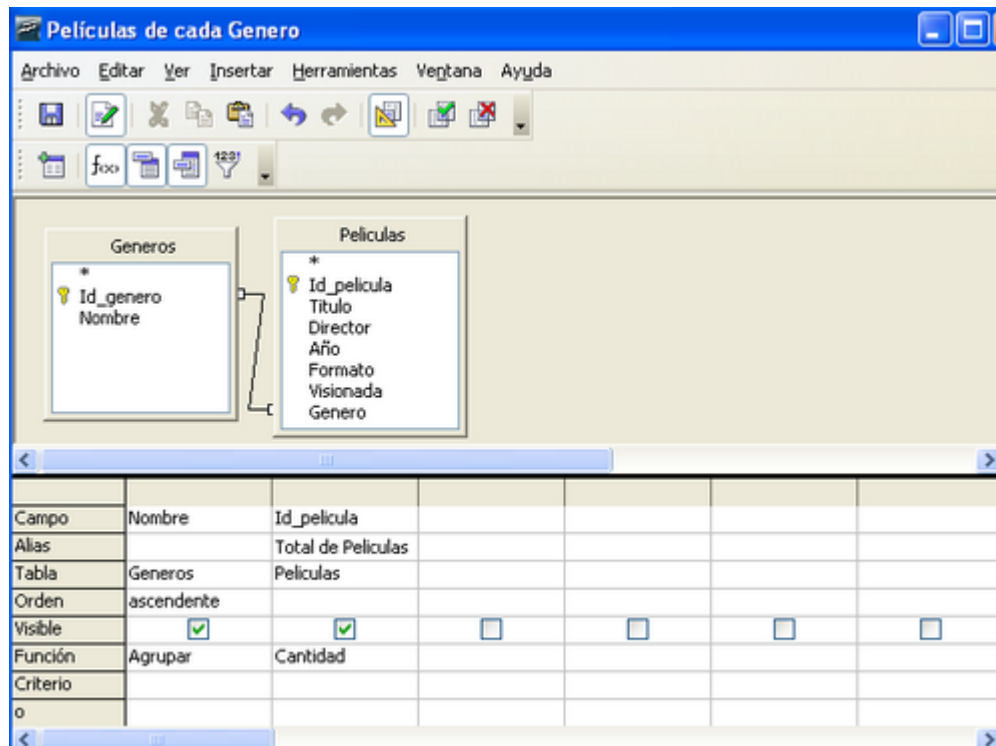 Películas de cada Genero
Archivo Editar Ver Insertar Herramientas Ventana Ayuda
f(x) 123!
Generos
*
Id_genero
Nombre
Peliculas
*
Id_pelicula
Titulo
Director
Año
Formato
Visionada
Genero
Campo Nombre Id_pelicula
Alias Total de Peliculas
Tabla Generos Peliculas
Orden ascendente
Visible
Función Agrupar Cantidad
Criterio
o